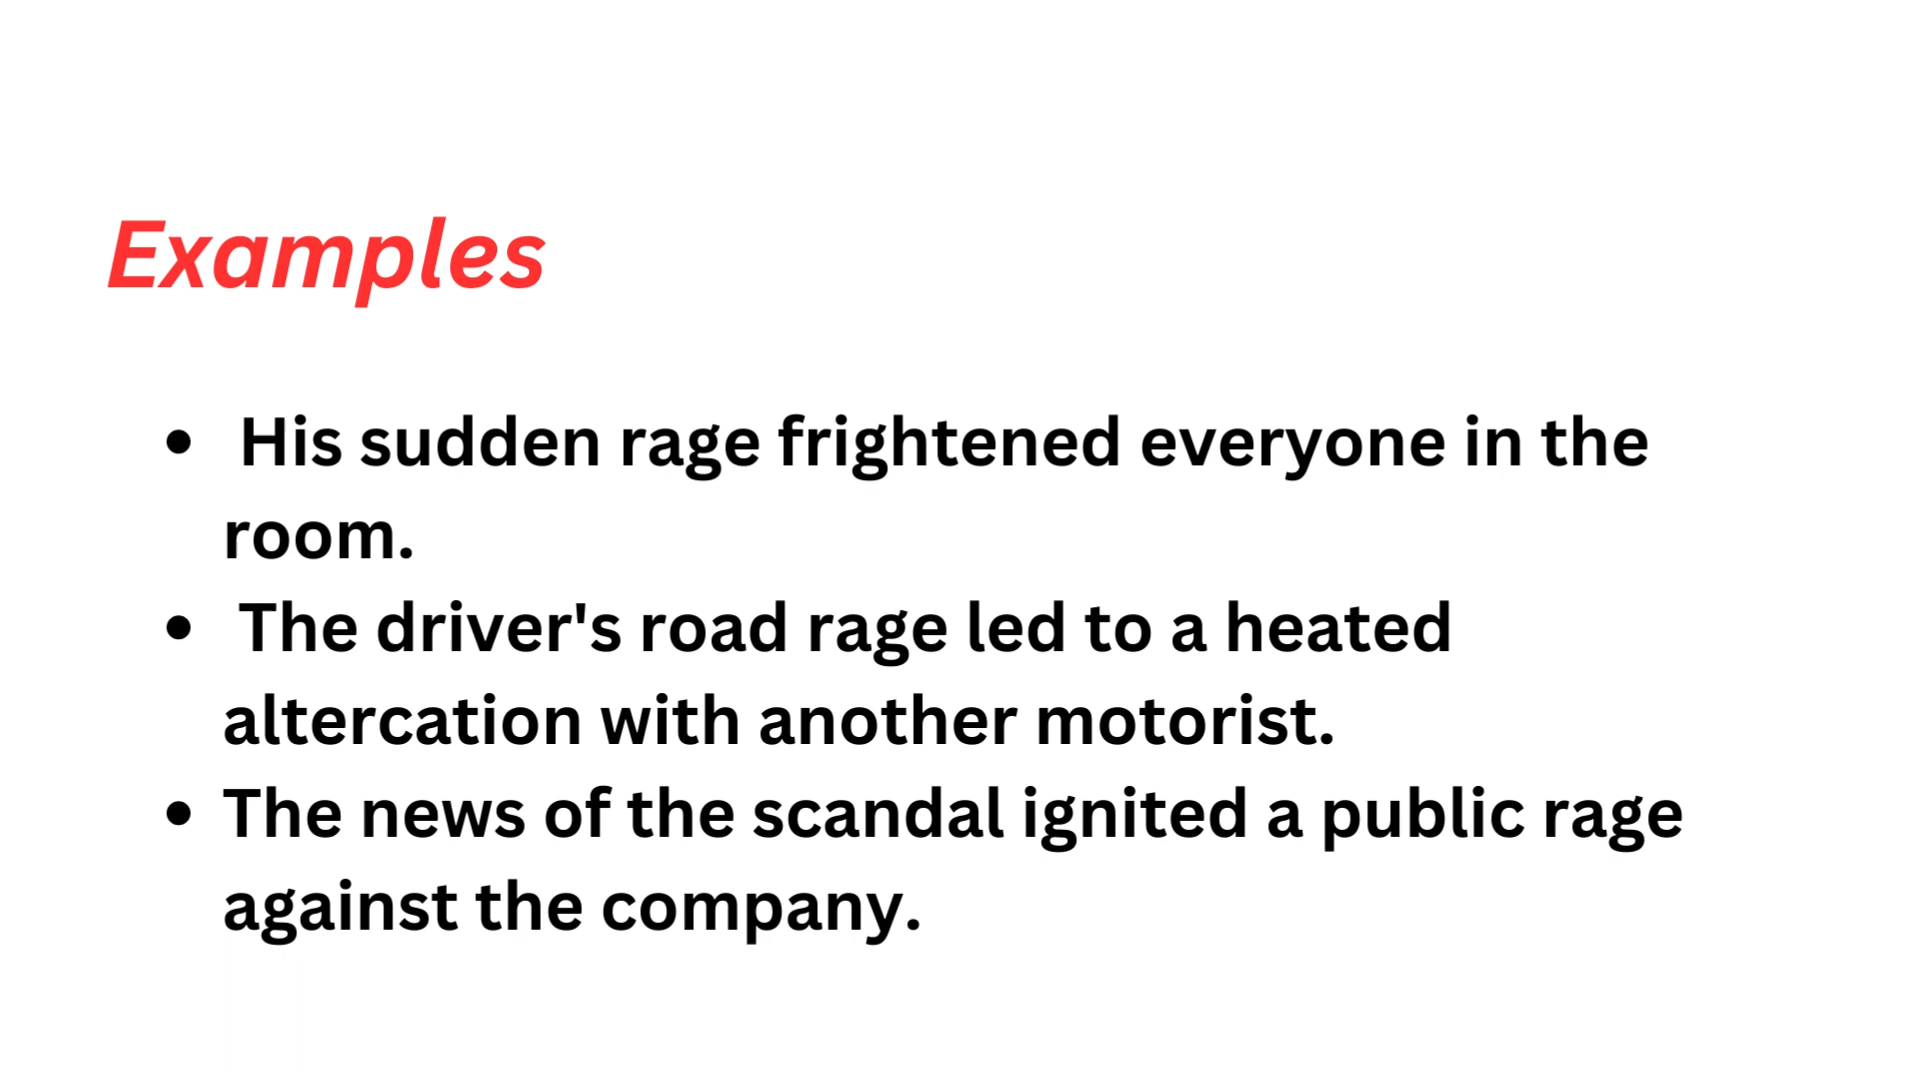 Examples
• His sudden rage frightened everyone in the
room.
• The driver's road rage led to a heated
altercation with another motorist.
• The news of the scandal ignited a public rage
against the company.